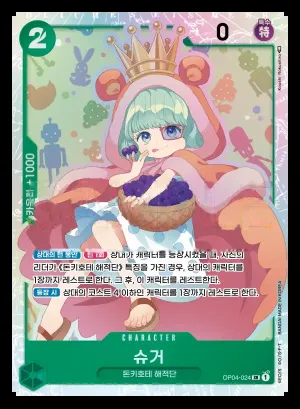 2
0
특수
特
카운터 +1000
상대의 턴 동안 턴 1회 상대가 캐릭터를 등장시켰을 때, 자신의
리더가 《돈키호테 해적단》 특징을 가진 경우, 상대의 캐릭터를
1장까지 레스트로 한다. 그 후, 이 캐릭터를 레스트한다.
등장 시 상대의 코스트 4 이하인 캐릭터를 1장까지 레스트로 한다.
CHARACTER
슈거
돈키호테 해적단
OP04-024 1